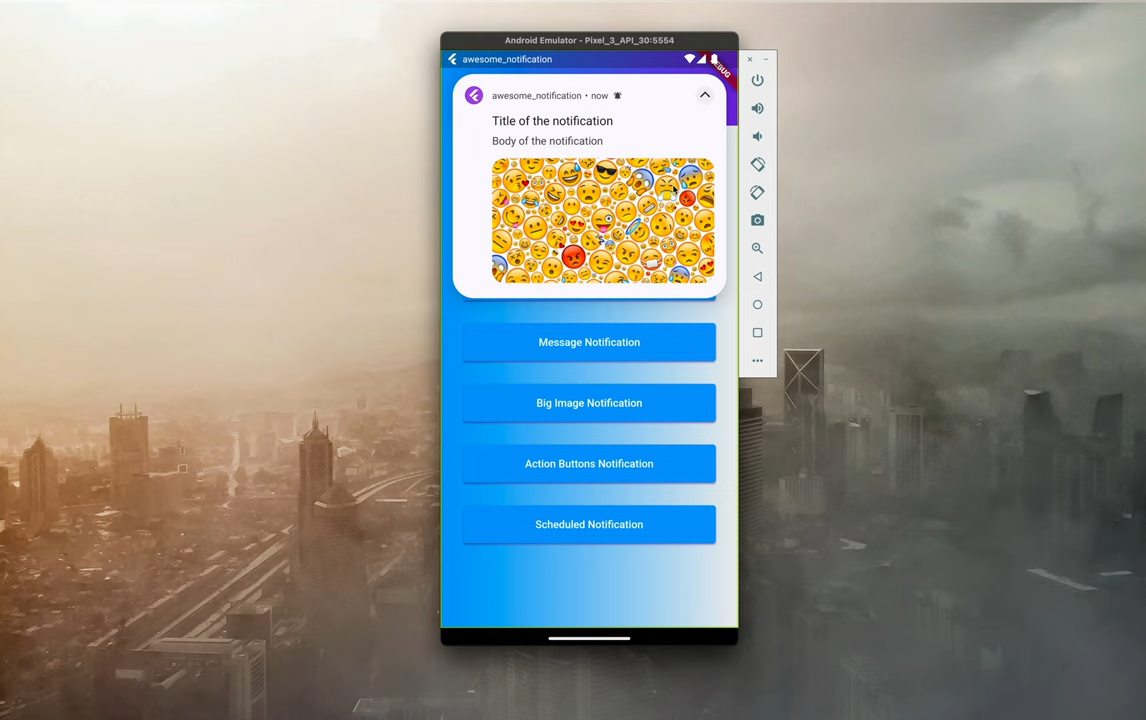 Android Emulator - Pixel_3_API_30:5554
awesome_notification
awesome_notification • now
Title of the notification
Body of the notification
Message Notification
Big Image Notification
Action Buttons Notification
Scheduled Notification